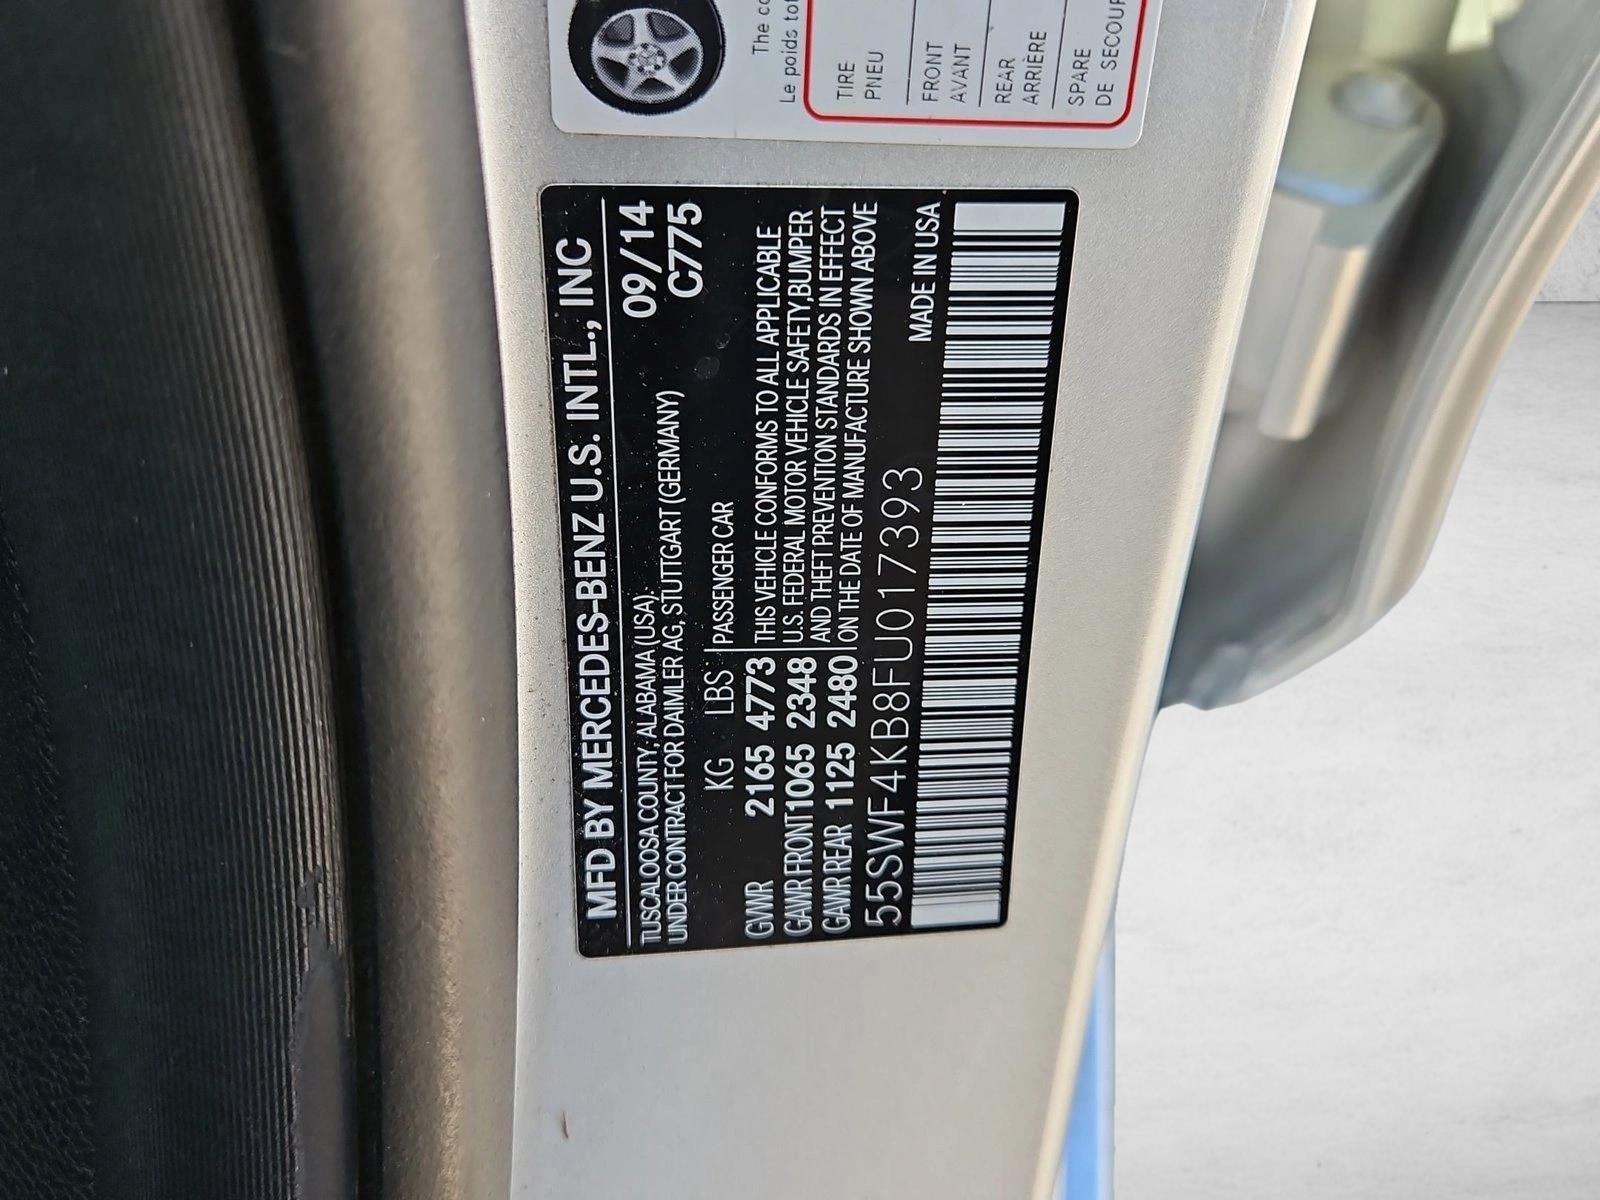 MFD BY MERCEDES-BENZ U.S. INTL., INC
TUSCALOOSA COUNTY, ALABAMA (USA). 09/14
UNDER CONTRACT FOR DAIMLER AG, STUTTGART (GERMANY) C775
KG LBS PASSENGER CAR
GVWR 2165 4773 THIS VEHICLE CONFORMS TO ALL APPLICABLE
GAWR FRONT 1065 2348 U.S. FEDERAL MOTOR VEHICLE SAFETY, BUMPER
GAWR REAR 1125 2480 AND THEFT PREVENTION STANDARDS IN EFFECT
ON THE DATE OF MANUFACTURE SHOWN ABOVE
55SWF4KB8FU017393 MADE IN USA
The
Le poids
TIRE
PNEU
FRONT
AVANT
REAR
ARRIÈRE
SPARE
DE